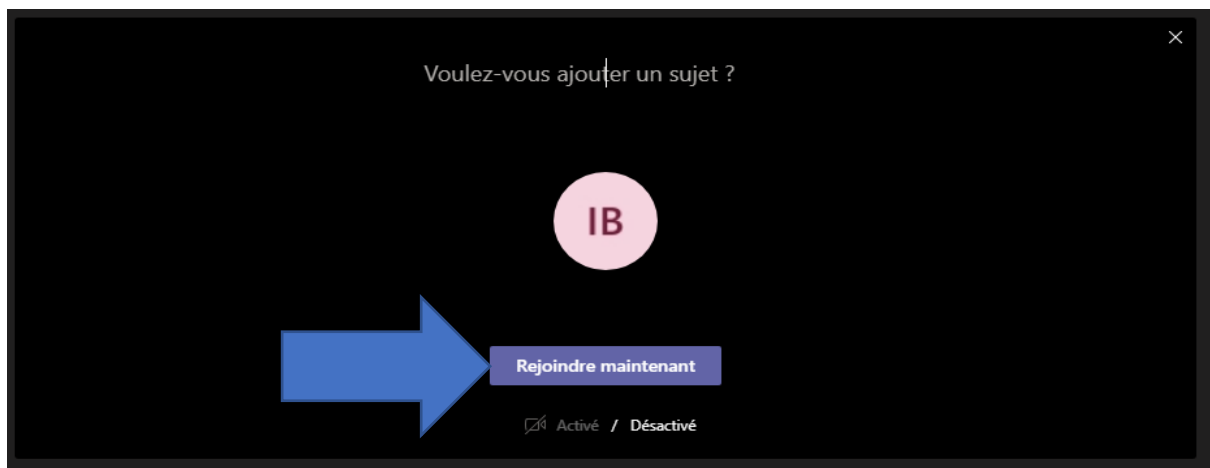 Voulez-vous ajouter un sujet ?
IB
Rejoindre maintenant
Activé / Désactivé